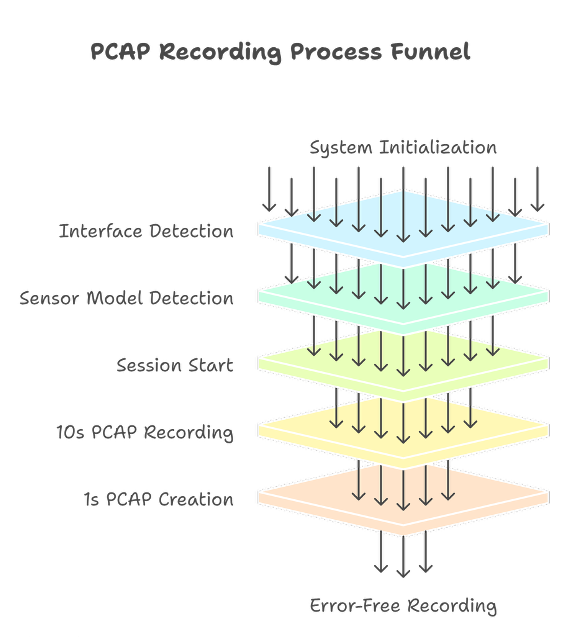 PCAP Recording Process Funnel
System Initialization
Interface Detection
Sensor Model Detection
Session Start
10s PCAP Recording
1s PCAP Creation
Error-Free Recording